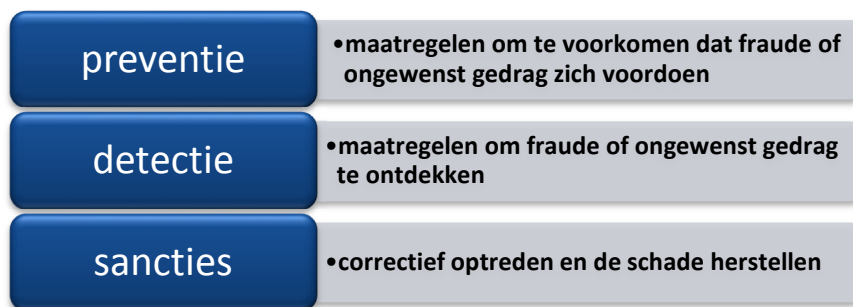 preventie
•maatregelen om te voorkomen dat fraude of
ongewenst gedrag zich voordoen
detectie
•maatregelen om fraude of ongewenst gedrag
te ontdekken
sancties
•correctief optreden en de schade herstellen